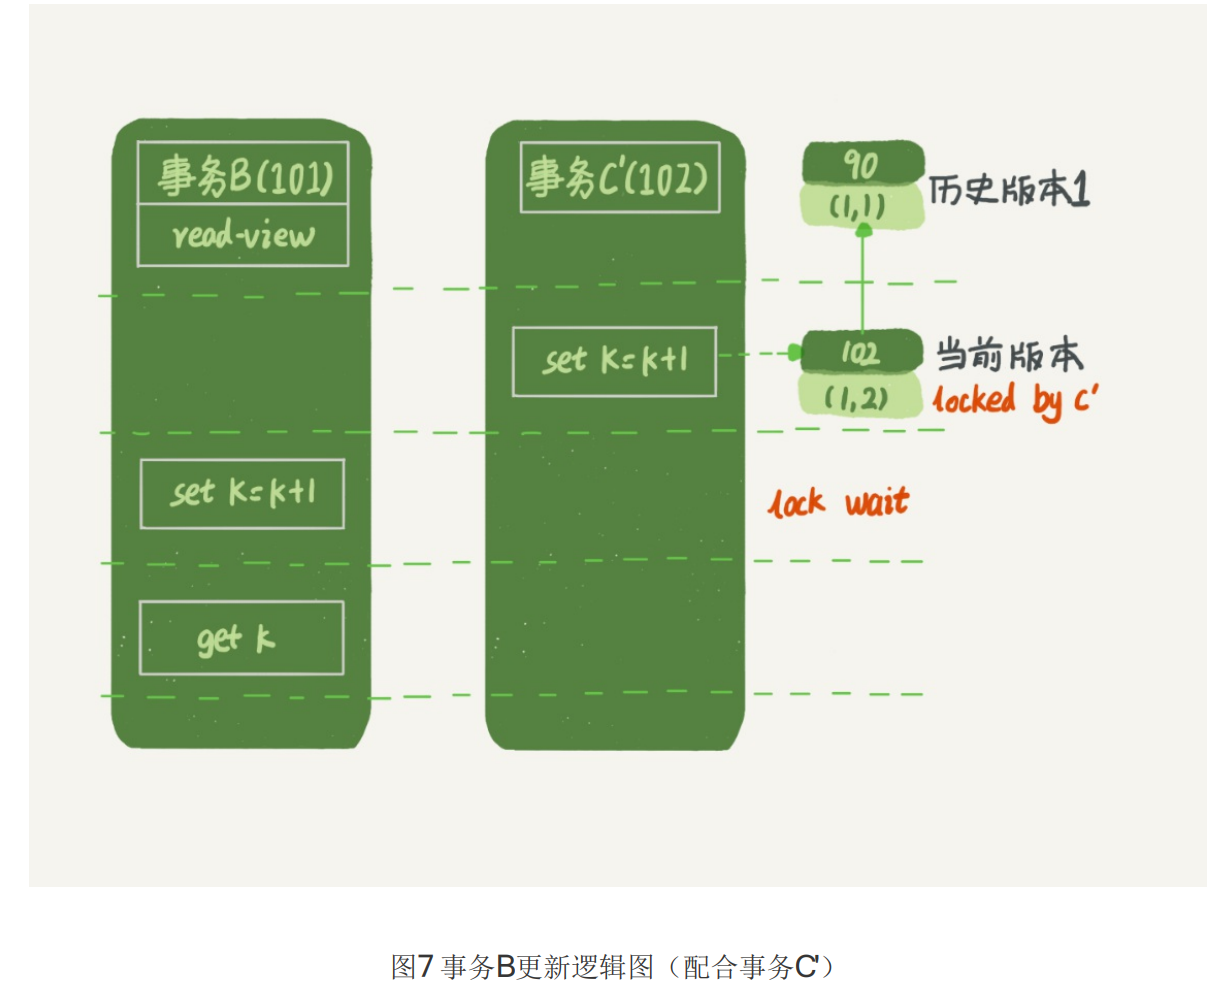 事务B(101)
read-view
事务C'(102)
90
(1,1)
历史版本1
set k=k+1
102
(1,2)
当前版本
locked by c'
set k=k+1
lock wait
get k
图7 事务B更新逻辑图（配合事务C'）